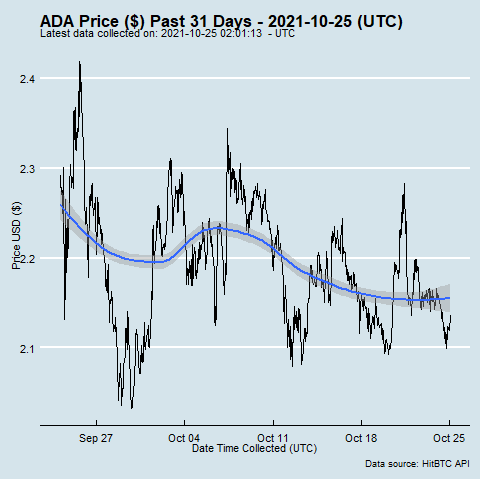 ADA Price ($) Past 31 Days - 2021-10-25 (UTC)
Latest data collected on: 2021-10-25 02:01:13 - UTC
2.4
2.3
2.2
2.1
Price USD ($)
Sep 27
Oct 04
Oct 11
Oct 18
Oct 25
Date Time Collected (UTC)
Data source: HitBTC API